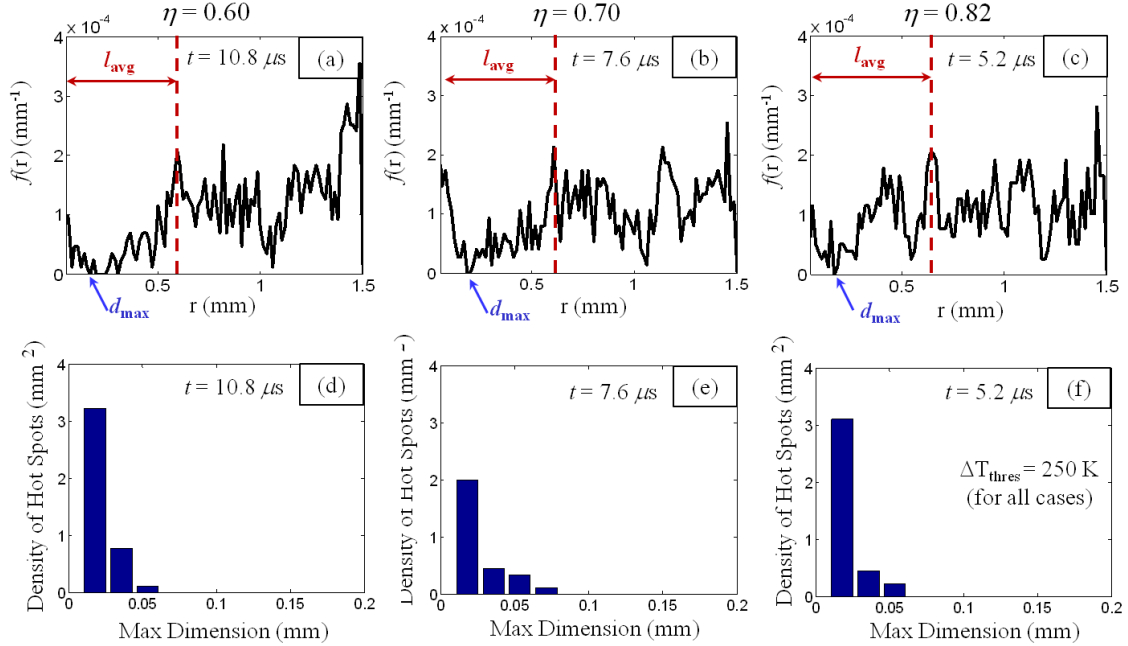 η = 0.60
× 10⁻⁴
4
3
2
1
0
f(r) (mm⁻¹)
l_avg
t = 10.8 μs
(a)
0.5
1
1.5
r (mm)
d_max
η = 0.70
× 10⁻⁴
4
3
2
1
0
f(r) (mm⁻¹)
l_avg
t = 7.6 μs
(b)
0.5
1
1.5
r (mm)
d_max
η = 0.82
× 10⁻⁴
4
3
2
1
0
f(r) (mm⁻¹)
l_avg
t = 5.2 μs
(c)
0.5
1
1.5
r (mm)
d_max
Density of Hot Spots (mm⁻²)
4
3
2
1
0
t = 10.8 μs
(d)
0
0.05
0.1
0.15
0.2
Max Dimension (mm)
Density of Hot Spots (mm⁻
4
3
2
1
0
t = 7.6 μs
(e)
0
0.05
0.1
0.15
0.2
Max Dimension (mm)
Density of Hot Spots (mm⁻²)
4
3
2
1
0
t = 5.2 μs
(f)
ΔT_thres = 250 K
(for all cases)
0
0.05
0.1
0.15
0.2
Max Dimension (mm)